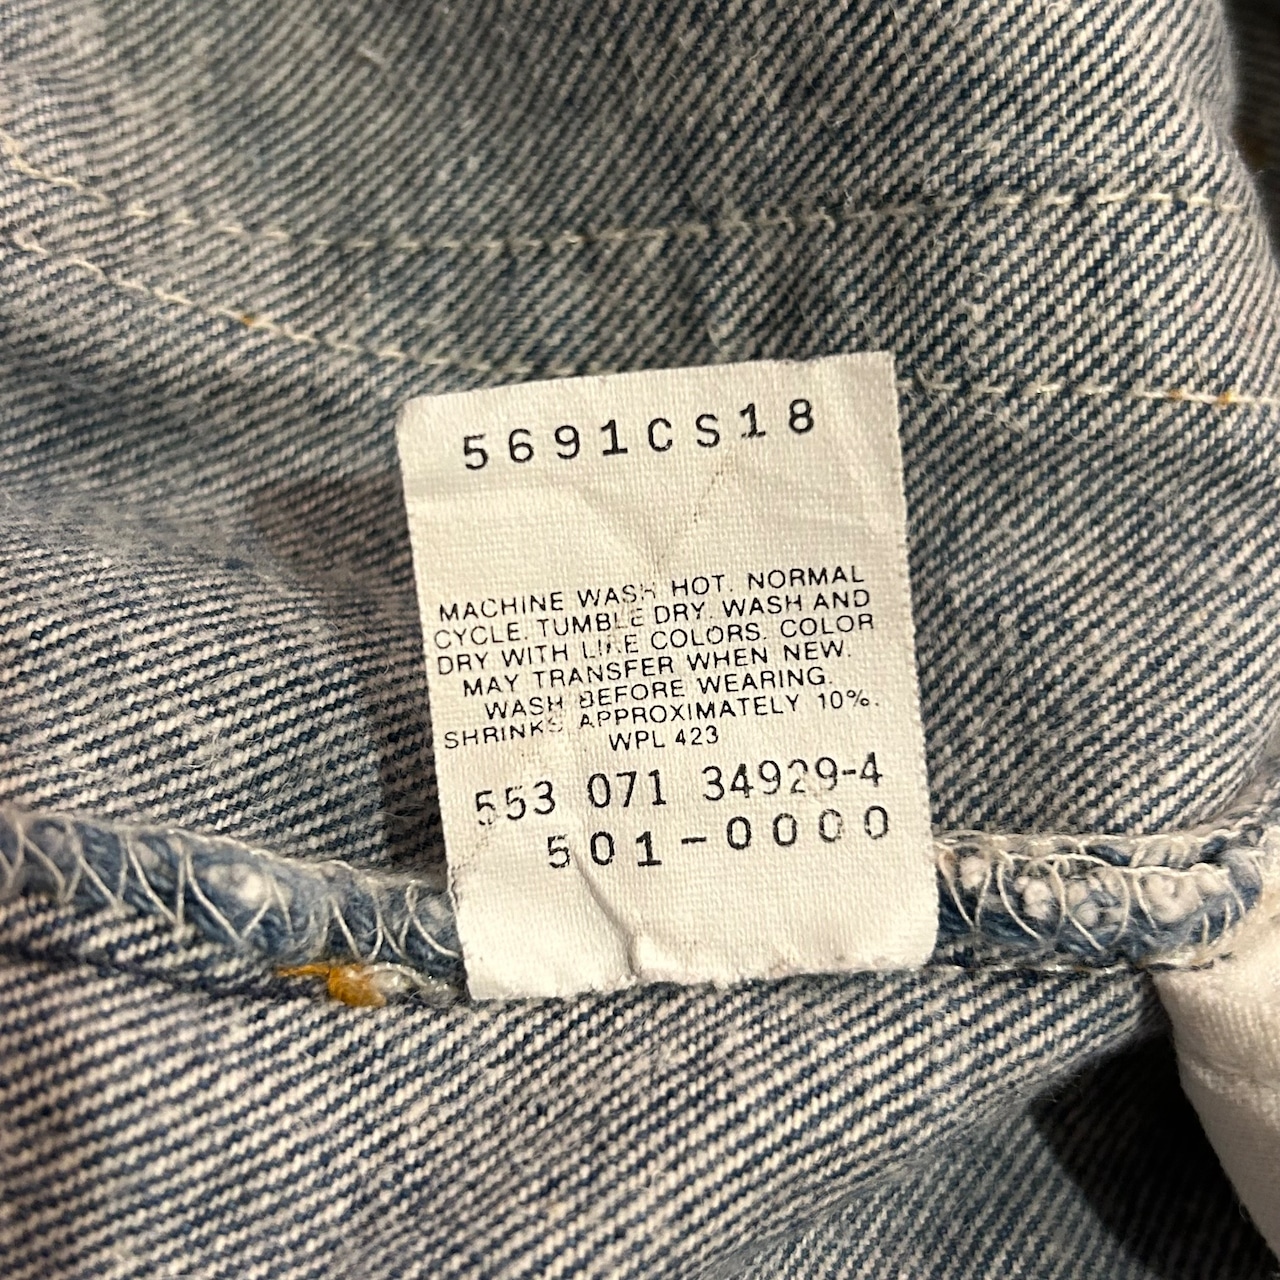 5691CS18
MACHINE WASH HOT. NORMAL
CYCLE. TUMBLE DRY. WASH AND
DRY WITH LIKE COLORS. COLOR
MAY TRANSFER WHEN NEW.
WASH BEFORE WEARING.
SHRINKS APPROXIMATELY 10%.
WPL 423
553 071 34929-4
501-0000